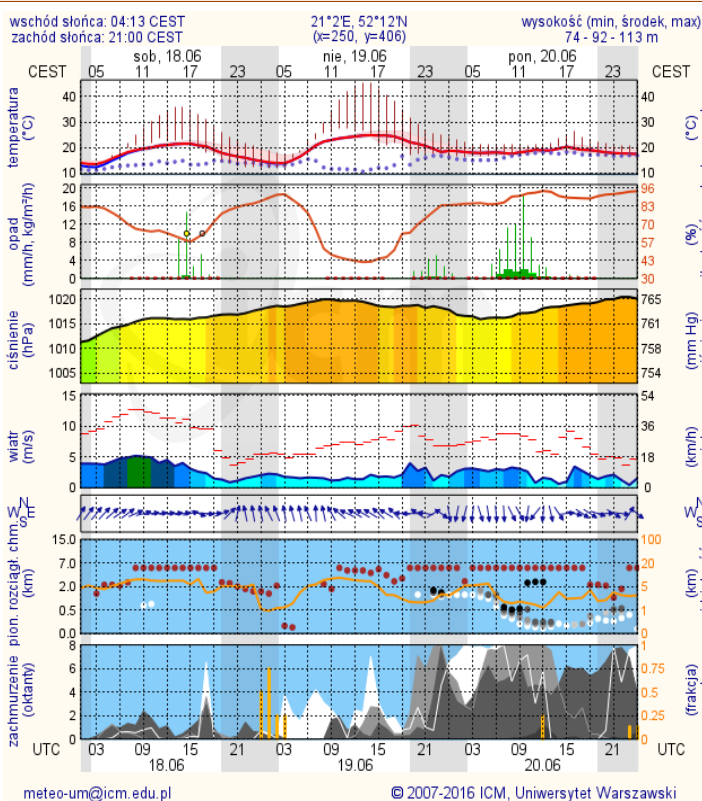 wschód słońca: 04:13 CEST 21°2'E, 52°12'N wysokość (min, środek, max)
zachód słońca: 21:00 CEST (x=250, y=406) 74 - 92 - 113 m
sob, 18.06 nie, 19.06 pon, 20.06
CEST 05 11 17 23 05 11 17 23 05 11 17 CEST
temperatura
(°C)
40
30
20
10
40
30
20
10
(°C)
opad
(mm/h, kg/m²/h)
20
16
12
8
4
0
96
83
70
57
43
30
(%)
ciśnienie
(hPa)
1020
1015
1010
1005
765
761
758
754
(mm Hg)
wiatr
(m/s)
15
10
5
0
54
36
18
0
(km/h)
N
W E
S
N
W
S
pion. rozciągł. chm.
(km)
15.0
7.0
2.0
0.5
0.0
100
20
5
1
0
(km)
zachmurzenie
(oktanty)
8
6
4
2
0
1
0.75
0.5
0.25
0
(frakcja)
UTC 03 09 15 21 03 09 15 21 03 09 15 21 UTC
18.06 19.06 20.06
meteo-um@icm.edu.pl © 2007-2016 ICM, Uniwersytet Warszawski